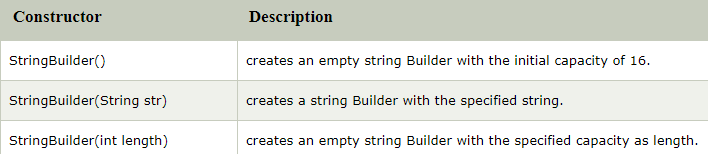 Constructor Description
StringBuilder() creates an empty string Builder with the initial capacity of 16.
StringBuilder(String str) creates a string Builder with the specified string.
StringBuilder(int length) creates an empty string Builder with the specified capacity as length.